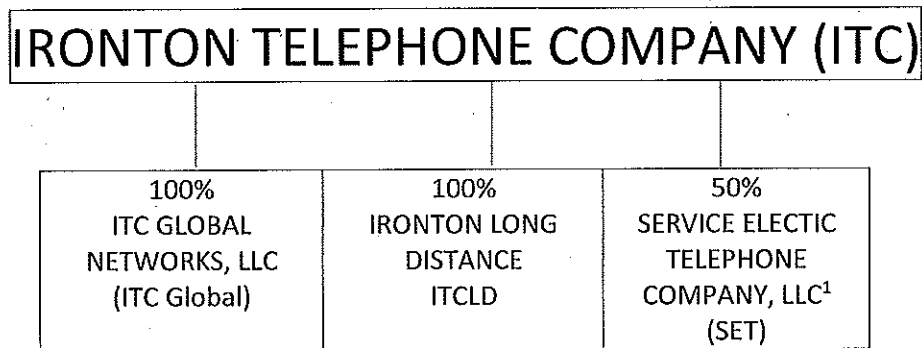 IRONTON TELEPHONE COMPANY (ITC)
100%
ITC GLOBAL
NETWORKS, LLC
(ITC Global)
100%
IRONTON LONG
DISTANCE
ITCLD
50%
SERVICE ELECTIC
TELEPHONE
COMPANY, LLC¹
(SET)